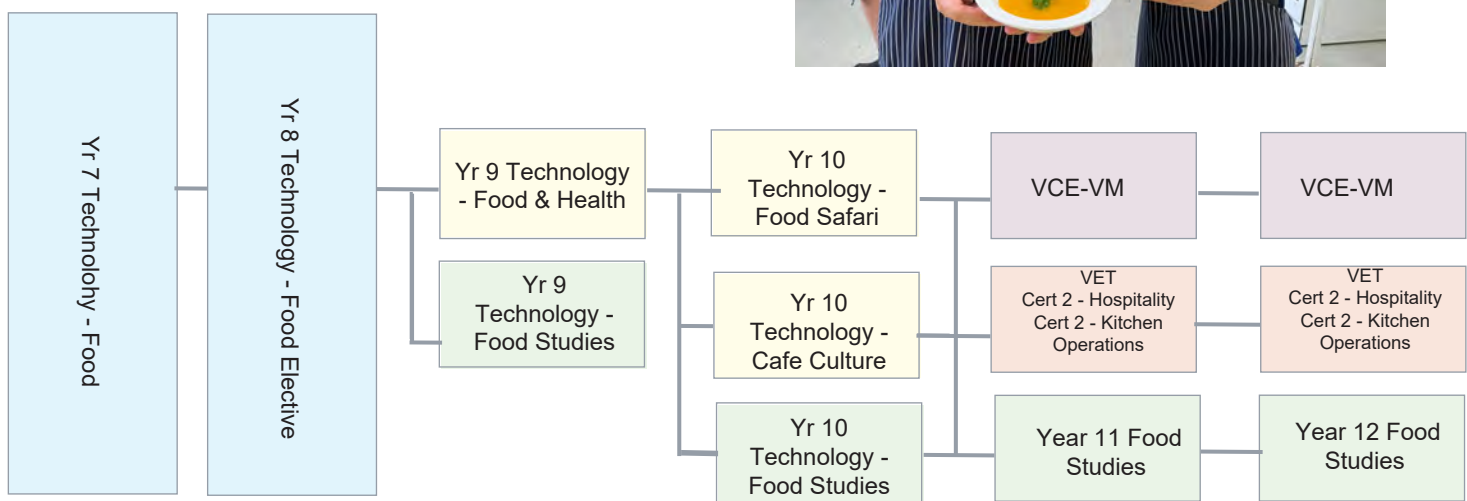 Yr 7 Technolohy - Food
Yr 8 Technology - Food Elective
Yr 9 Technology
- Food & Health
Yr 9
Technology -
Food Studies
Yr 10
Technology -
Food Safari
Yr 10
Technology -
Cafe Culture
Yr 10
Technology -
Food Studies
VCE-VM
VET
Cert 2 - Hospitality
Cert 2 - Kitchen
Operations
Year 11 Food
Studies
VCE-VM
VET
Cert 2 - Hospitality
Cert 2 - Kitchen
Operations
Year 12 Food
Studies